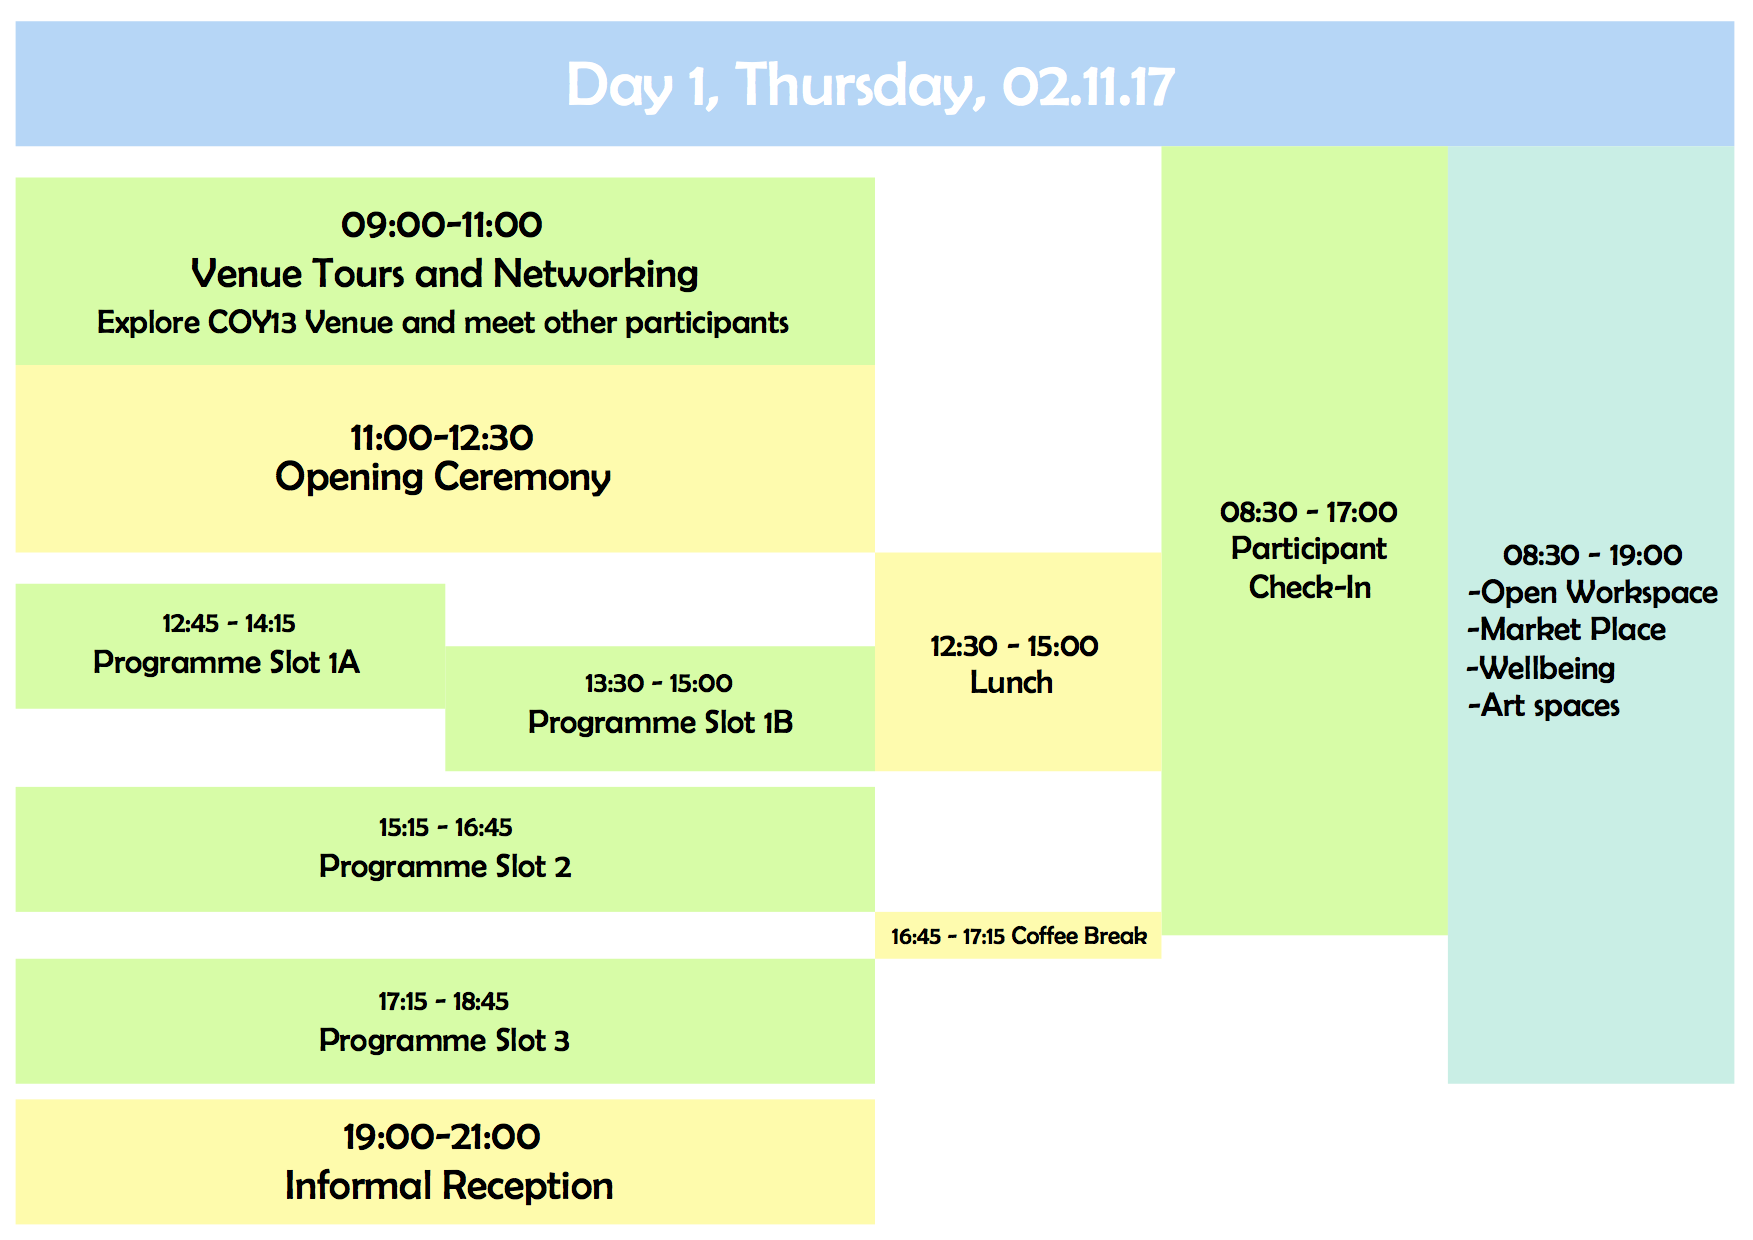 Day 1, Thursday, 02.11.17
09:00-11:00
Venue Tours and Networking
Explore COY13 Venue and meet other participants
11:00-12:30
Opening Ceremony
12:45 - 14:15
Programme Slot 1A
13:30 - 15:00
Programme Slot 1B
12:30 - 15:00
Lunch
08:30 - 17:00
Participant
Check-In
08:30 - 19:00
-Open Workspace
-Market Place
-Wellbeing
-Art spaces
15:15 - 16:45
Programme Slot 2
16:45 - 17:15 Coffee Break
17:15 - 18:45
Programme Slot 3
19:00-21:00
Informal Reception